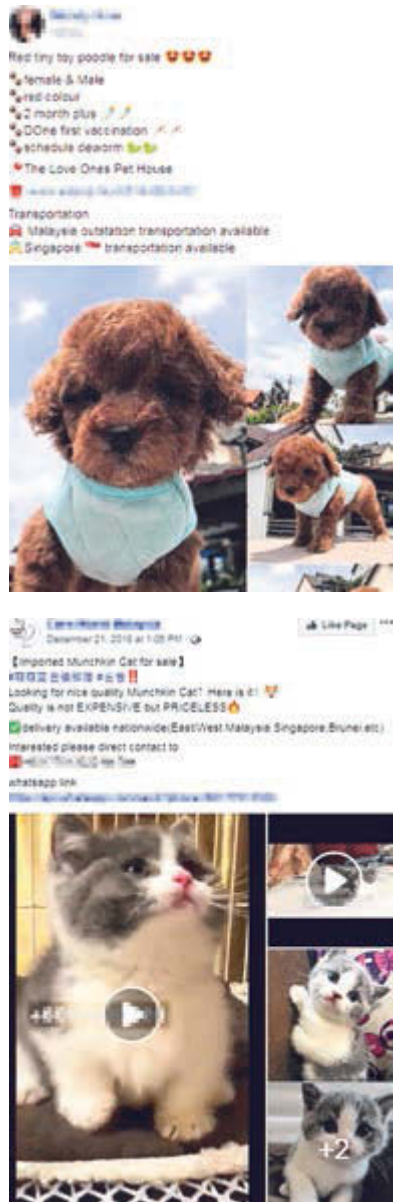 Red tiny toy poodle for sale
female & Male
red colour
2 month plus
DOne first vaccination
schedule deworm
The Love Ones Pet House
Transportation
Malaysia outstation transportation available
Singapore transportation available
December 21, 2018 at 1:05 PM
Like Page
【Imported Munchkin Cat for sale】
Looking for nice quality Munchkin Cat? Here is it!
Quality is not EXPENSIVE but PRICELESS
delivery available nationwide(East/West Malaysia Singapore,Brunei,etc)
Interested please direct contact to
whatsapp link
+2